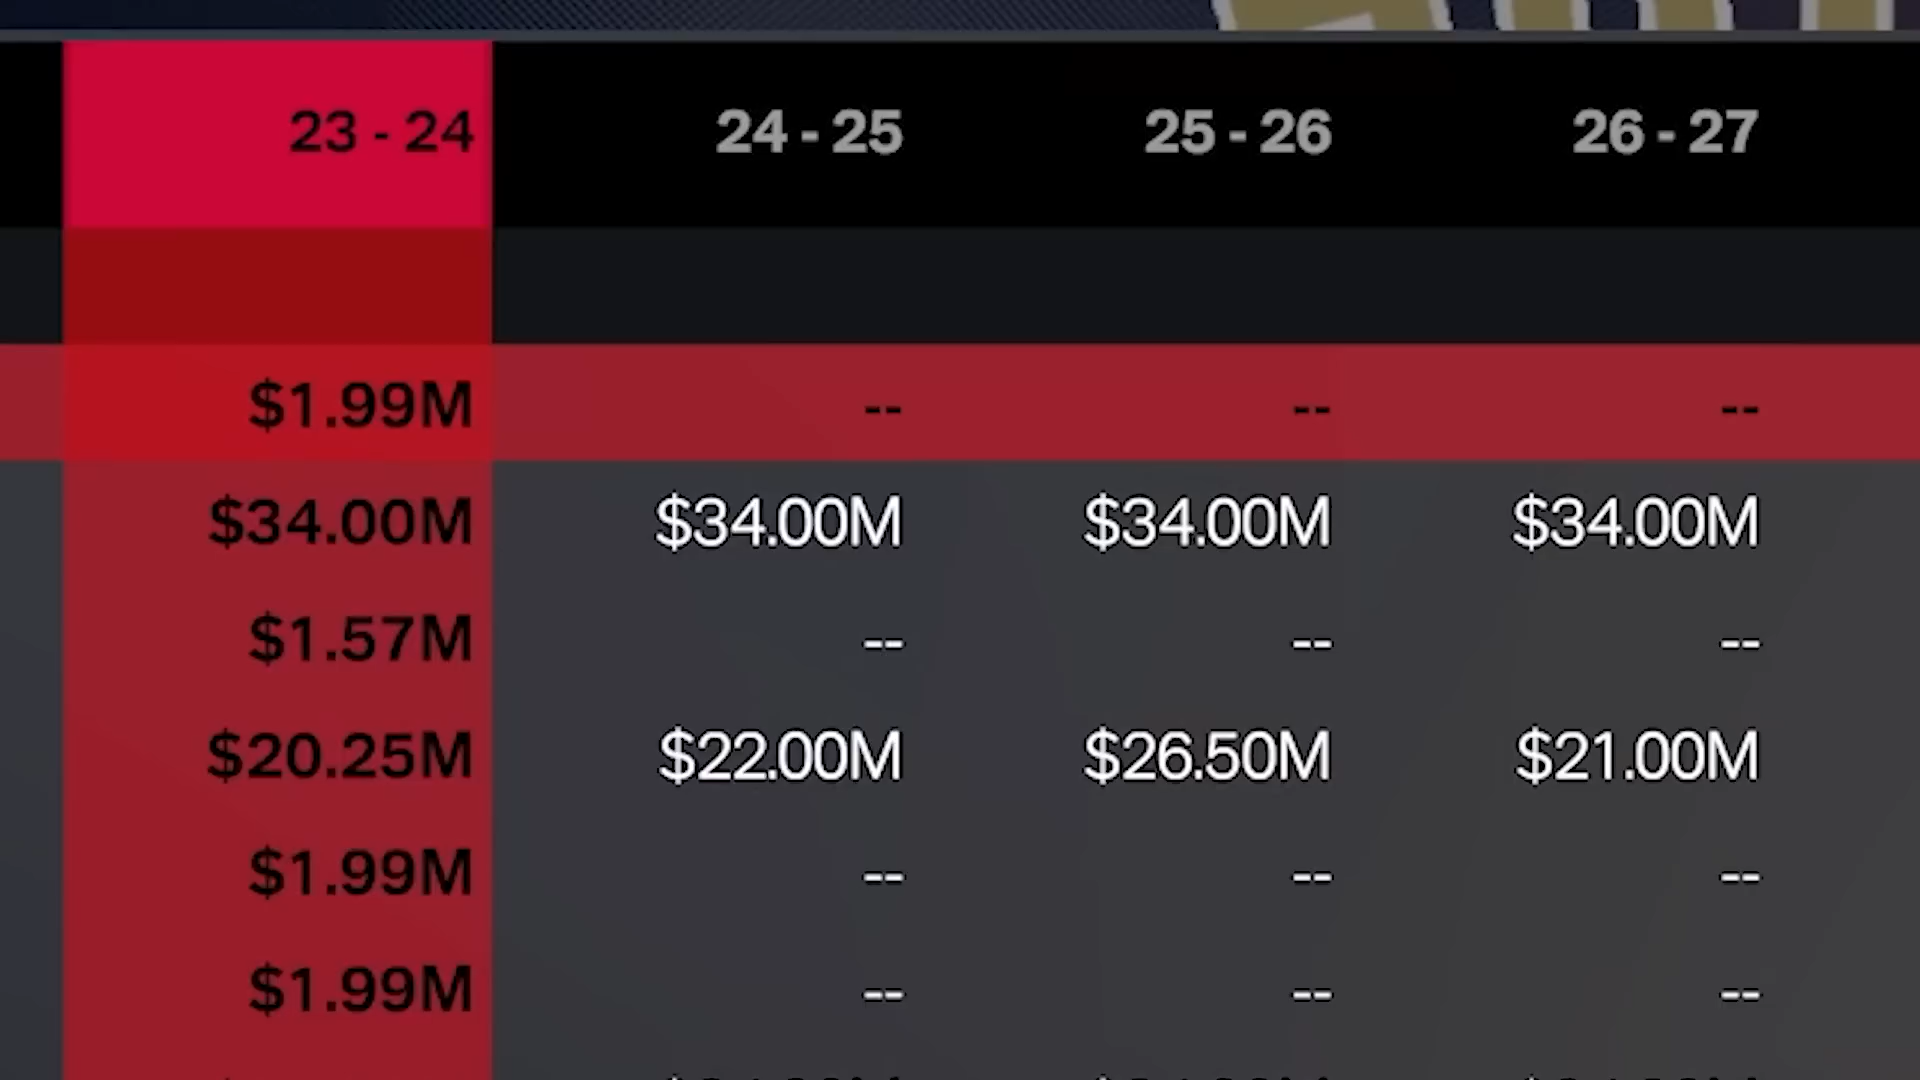 23 - 24 24 - 25 25 - 26 26 - 27
$1.99M -- -- --
$34.00M $34.00M $34.00M $34.00M
$1.57M -- -- --
$20.25M $22.00M $26.50M $21.00M
$1.99M -- -- --
$1.99M -- -- --